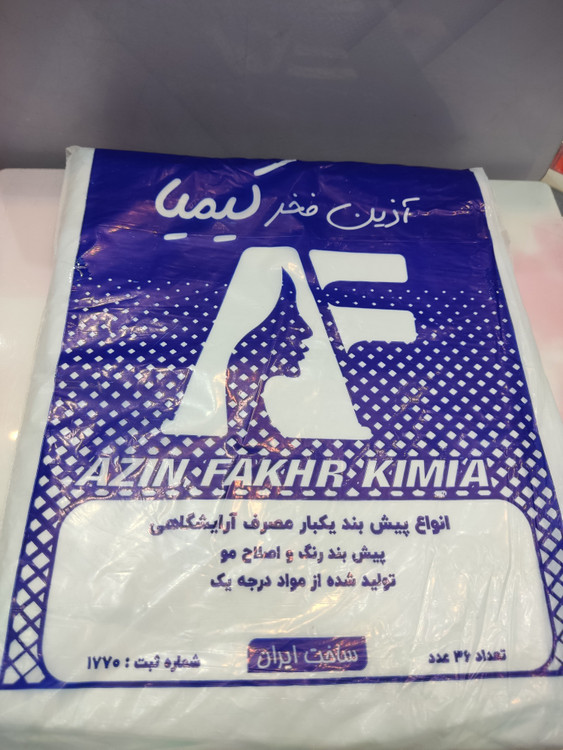 آذین فخر کیمیا
AF
AZIN.FAKHR.KIMIA
انواع پیش بند یکبار مصرف آرایشگاهی
پیش بند رنگ و اصلاح مو
تولید شده از مواد درجه یک
تعداد ۳۶ عدد
ساخت ایران
شماره ثبت : ۱۷۷۰